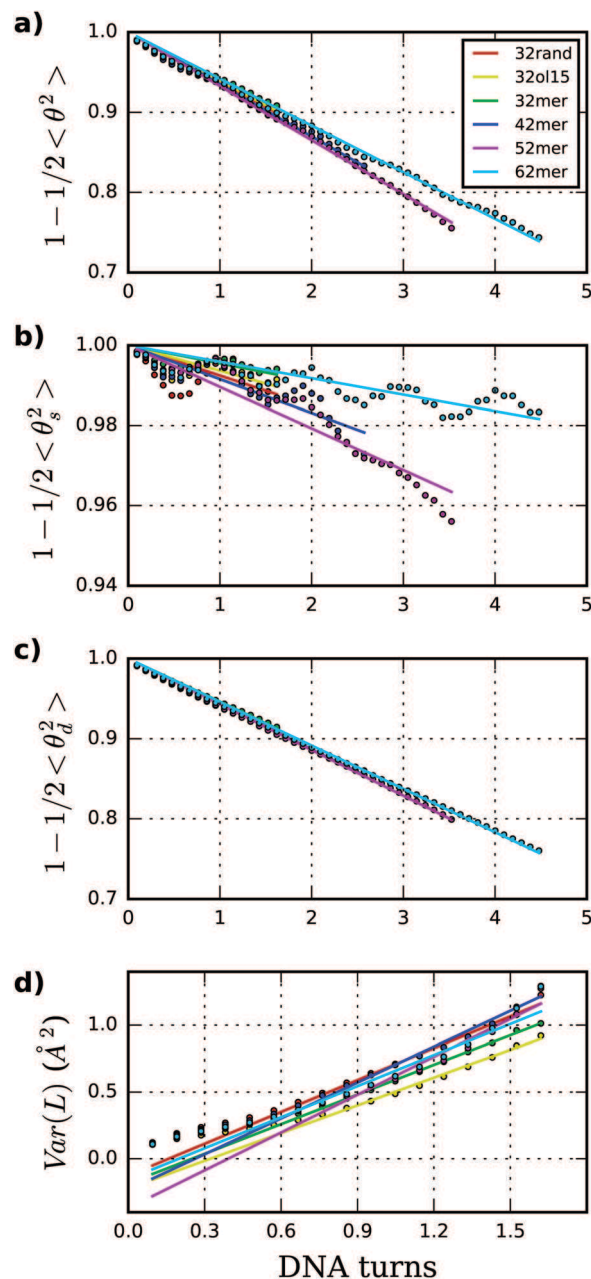 a)
1 − 1/2 < θ² >
1.0
0.9
0.8
0.7
0 1 2 3 4 5
32rand
32ol15
32mer
42mer
52mer
62mer
b)
1 − 1/2 < θ²ₛ >
1.00
0.98
0.96
0.94
0 1 2 3 4 5
c)
1 − 1/2 < θ²_d >
1.0
0.9
0.8
0.7
0 1 2 3 4 5
d)
Var(L) (Å²)
1.0
0.5
0.0
0.0 0.3 0.6 0.9 1.2 1.5
DNA turns